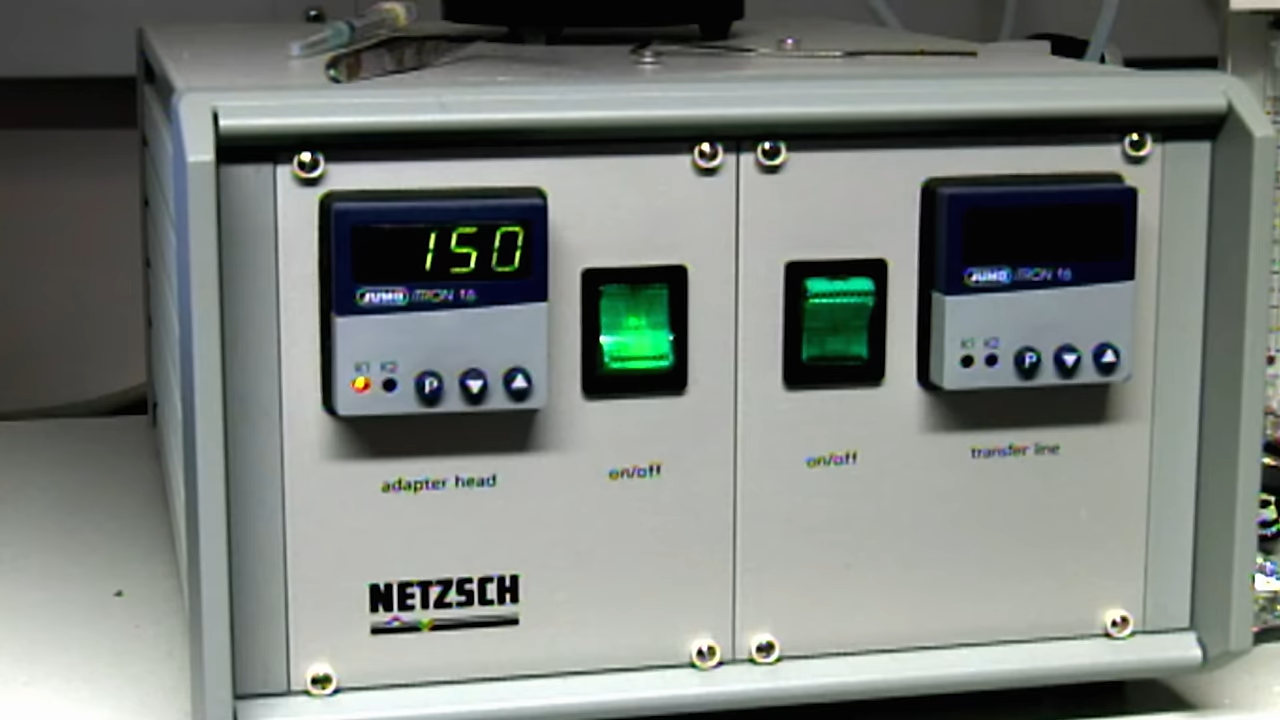 150
JUMO iTRON 16
K1 K2
P
adapter head
on/off
NETZSCH
on/off
JUMO iTRON 16
K1 K2
P
transfer line